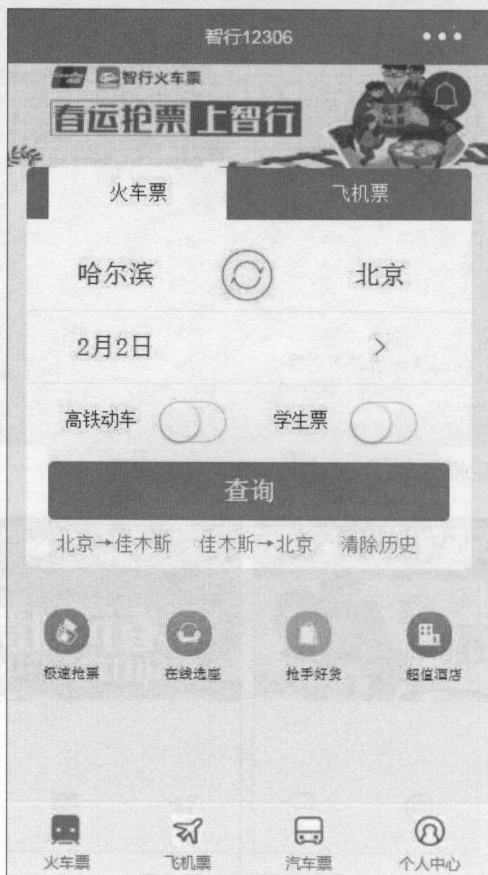 智行12306
智行火车票
春运抢票上智行
火车票 飞机票
哈尔滨 北京
2月2日
高铁动车 学生票
查询
北京→佳木斯 佳木斯→北京 清除历史
极速抢票 在线选座 抢手好货 超值酒店
火车票 飞机票 汽车票 个人中心